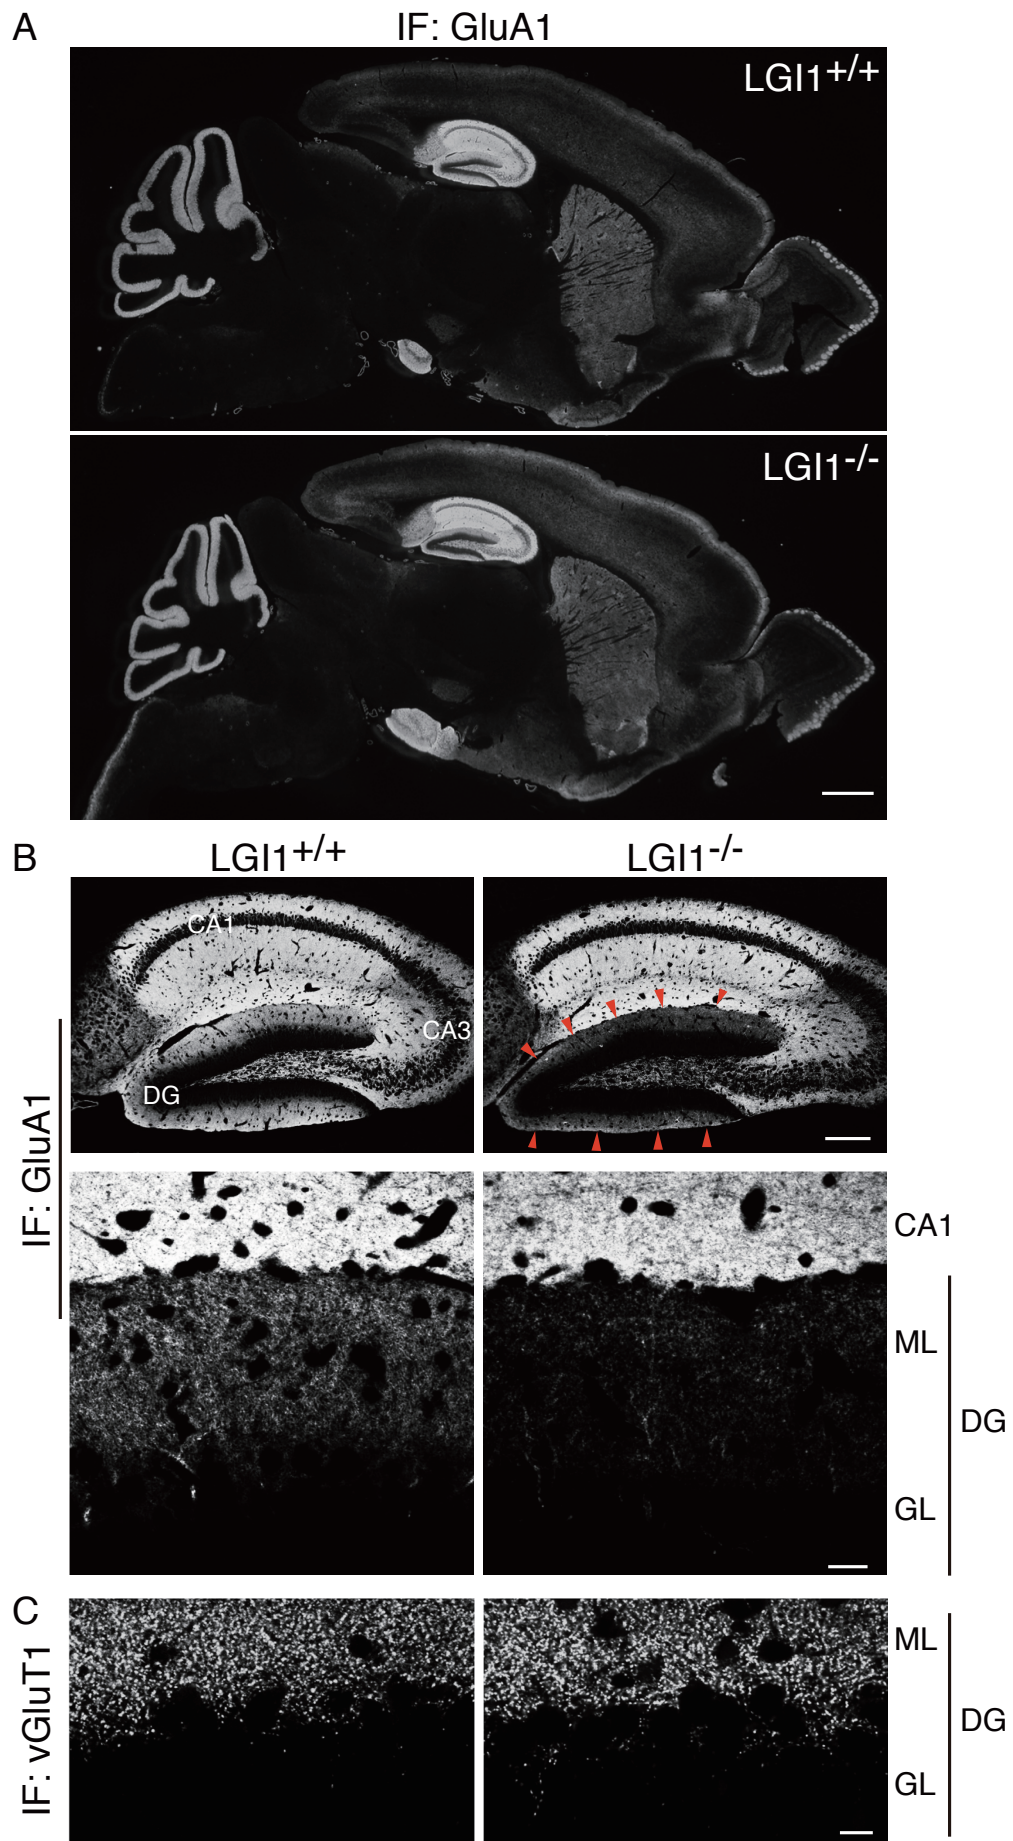 A
IF: GluA1
LGI1+/+
LGI1-/-
B
LGI1+/+
LGI1-/-
IF: GluA1
CA1
CA3
DG
CA1
ML
DG
GL
C
IF: vGluT1
ML
DG
GL